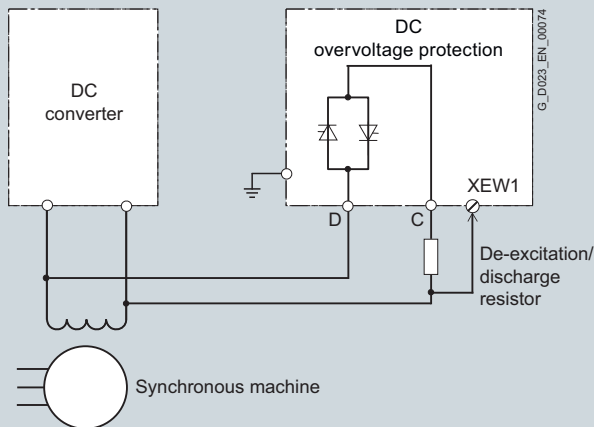 DC
converter
DC
overvoltage protection
G_D023_EN_00074
XEW1
D
C
De-excitation/
discharge
resistor
Synchronous machine